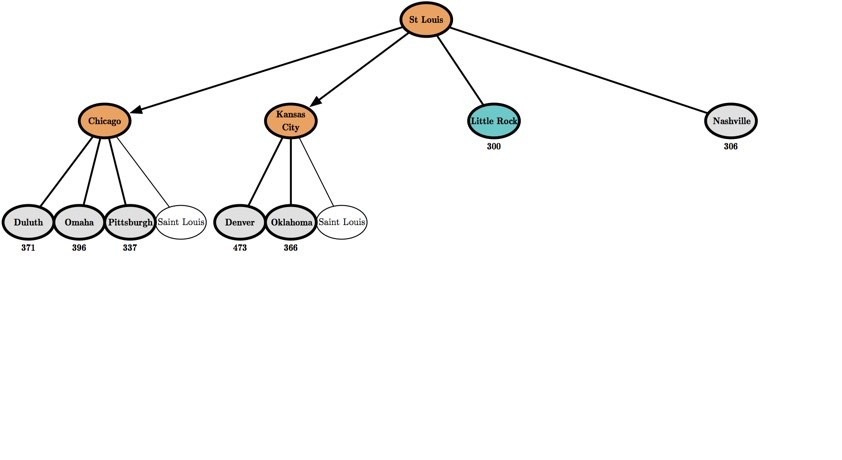 St Louis
Chicago
Kansas
City
Little Rock
Nashville
300
306
Duluth
Omaha
Pittsburgh
Saint Louis
Denver
Oklahoma
Saint Louis
371
396
337
473
366